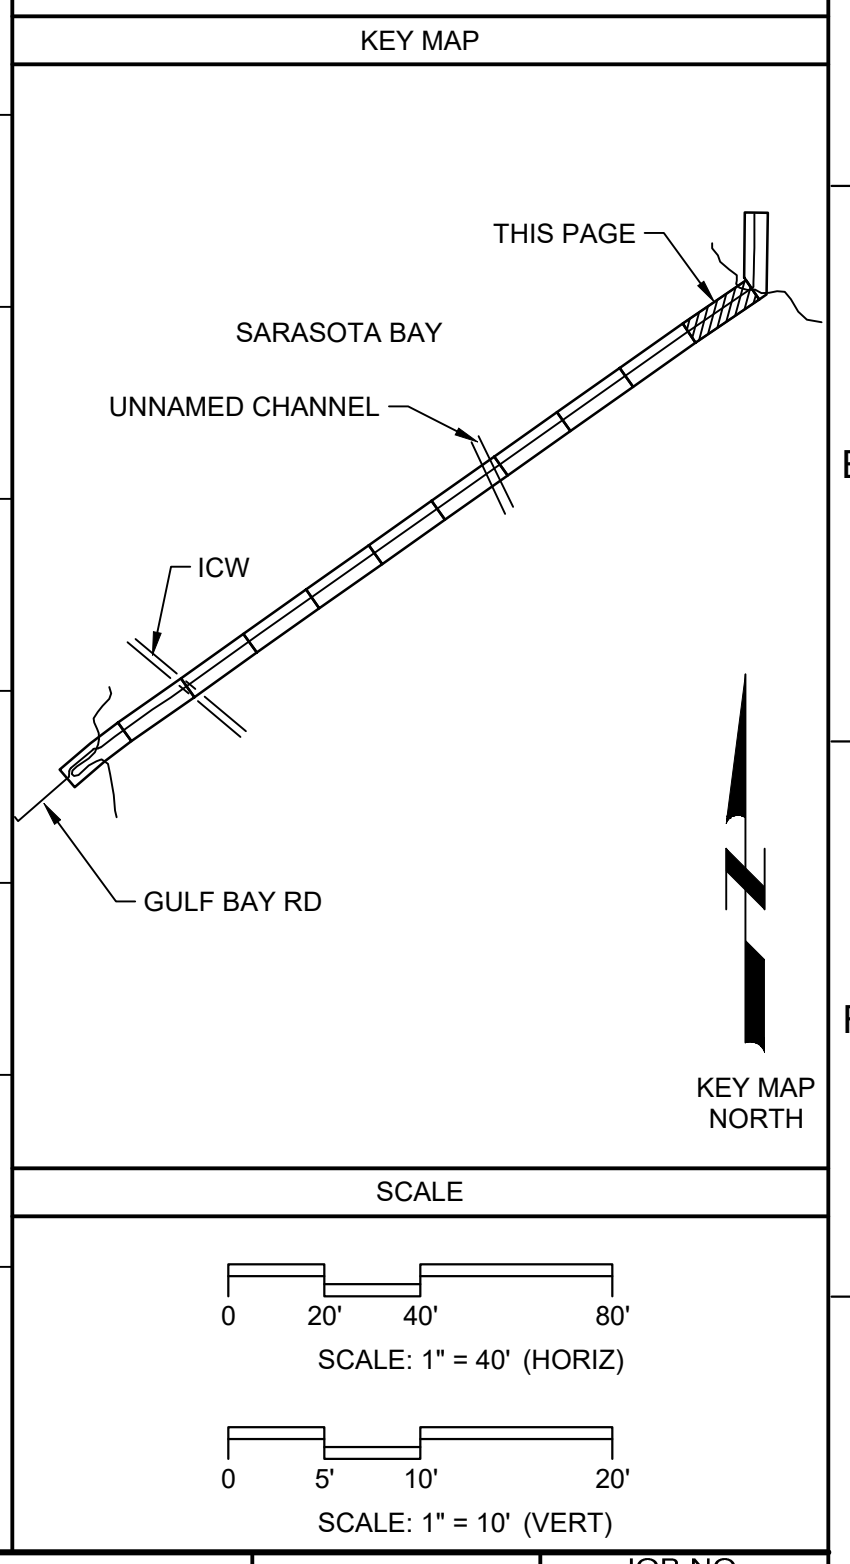 KEY MAP
THIS PAGE
SARASOTA BAY
UNNAMED CHANNEL
ICW
GULF BAY RD
N
KEY MAP
NORTH
SCALE
0 20' 40' 80'
SCALE: 1" = 40' (HORIZ)
0 5' 10' 20'
SCALE: 1" = 10' (VERT)